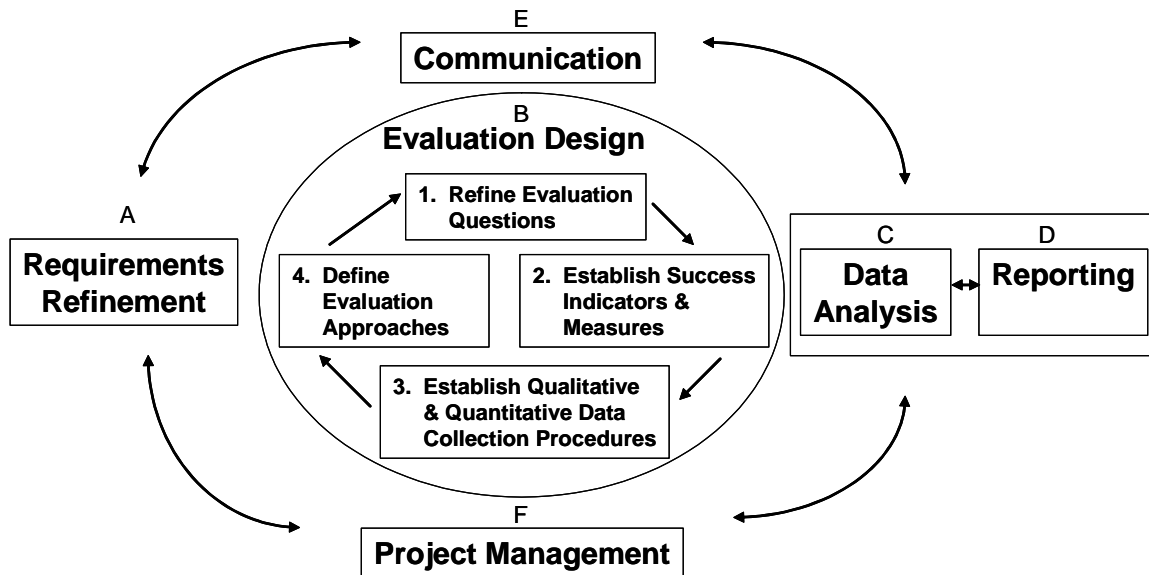 E
Communication
B
Evaluation Design
1. Refine Evaluation
Questions
A
Requirements
Refinement
4. Define
Evaluation
Approaches
2. Establish Success
Indicators &
Measures
C
Data
Analysis
D
Reporting
3. Establish Qualitative
& Quantitative Data
Collection Procedures
F
Project Management